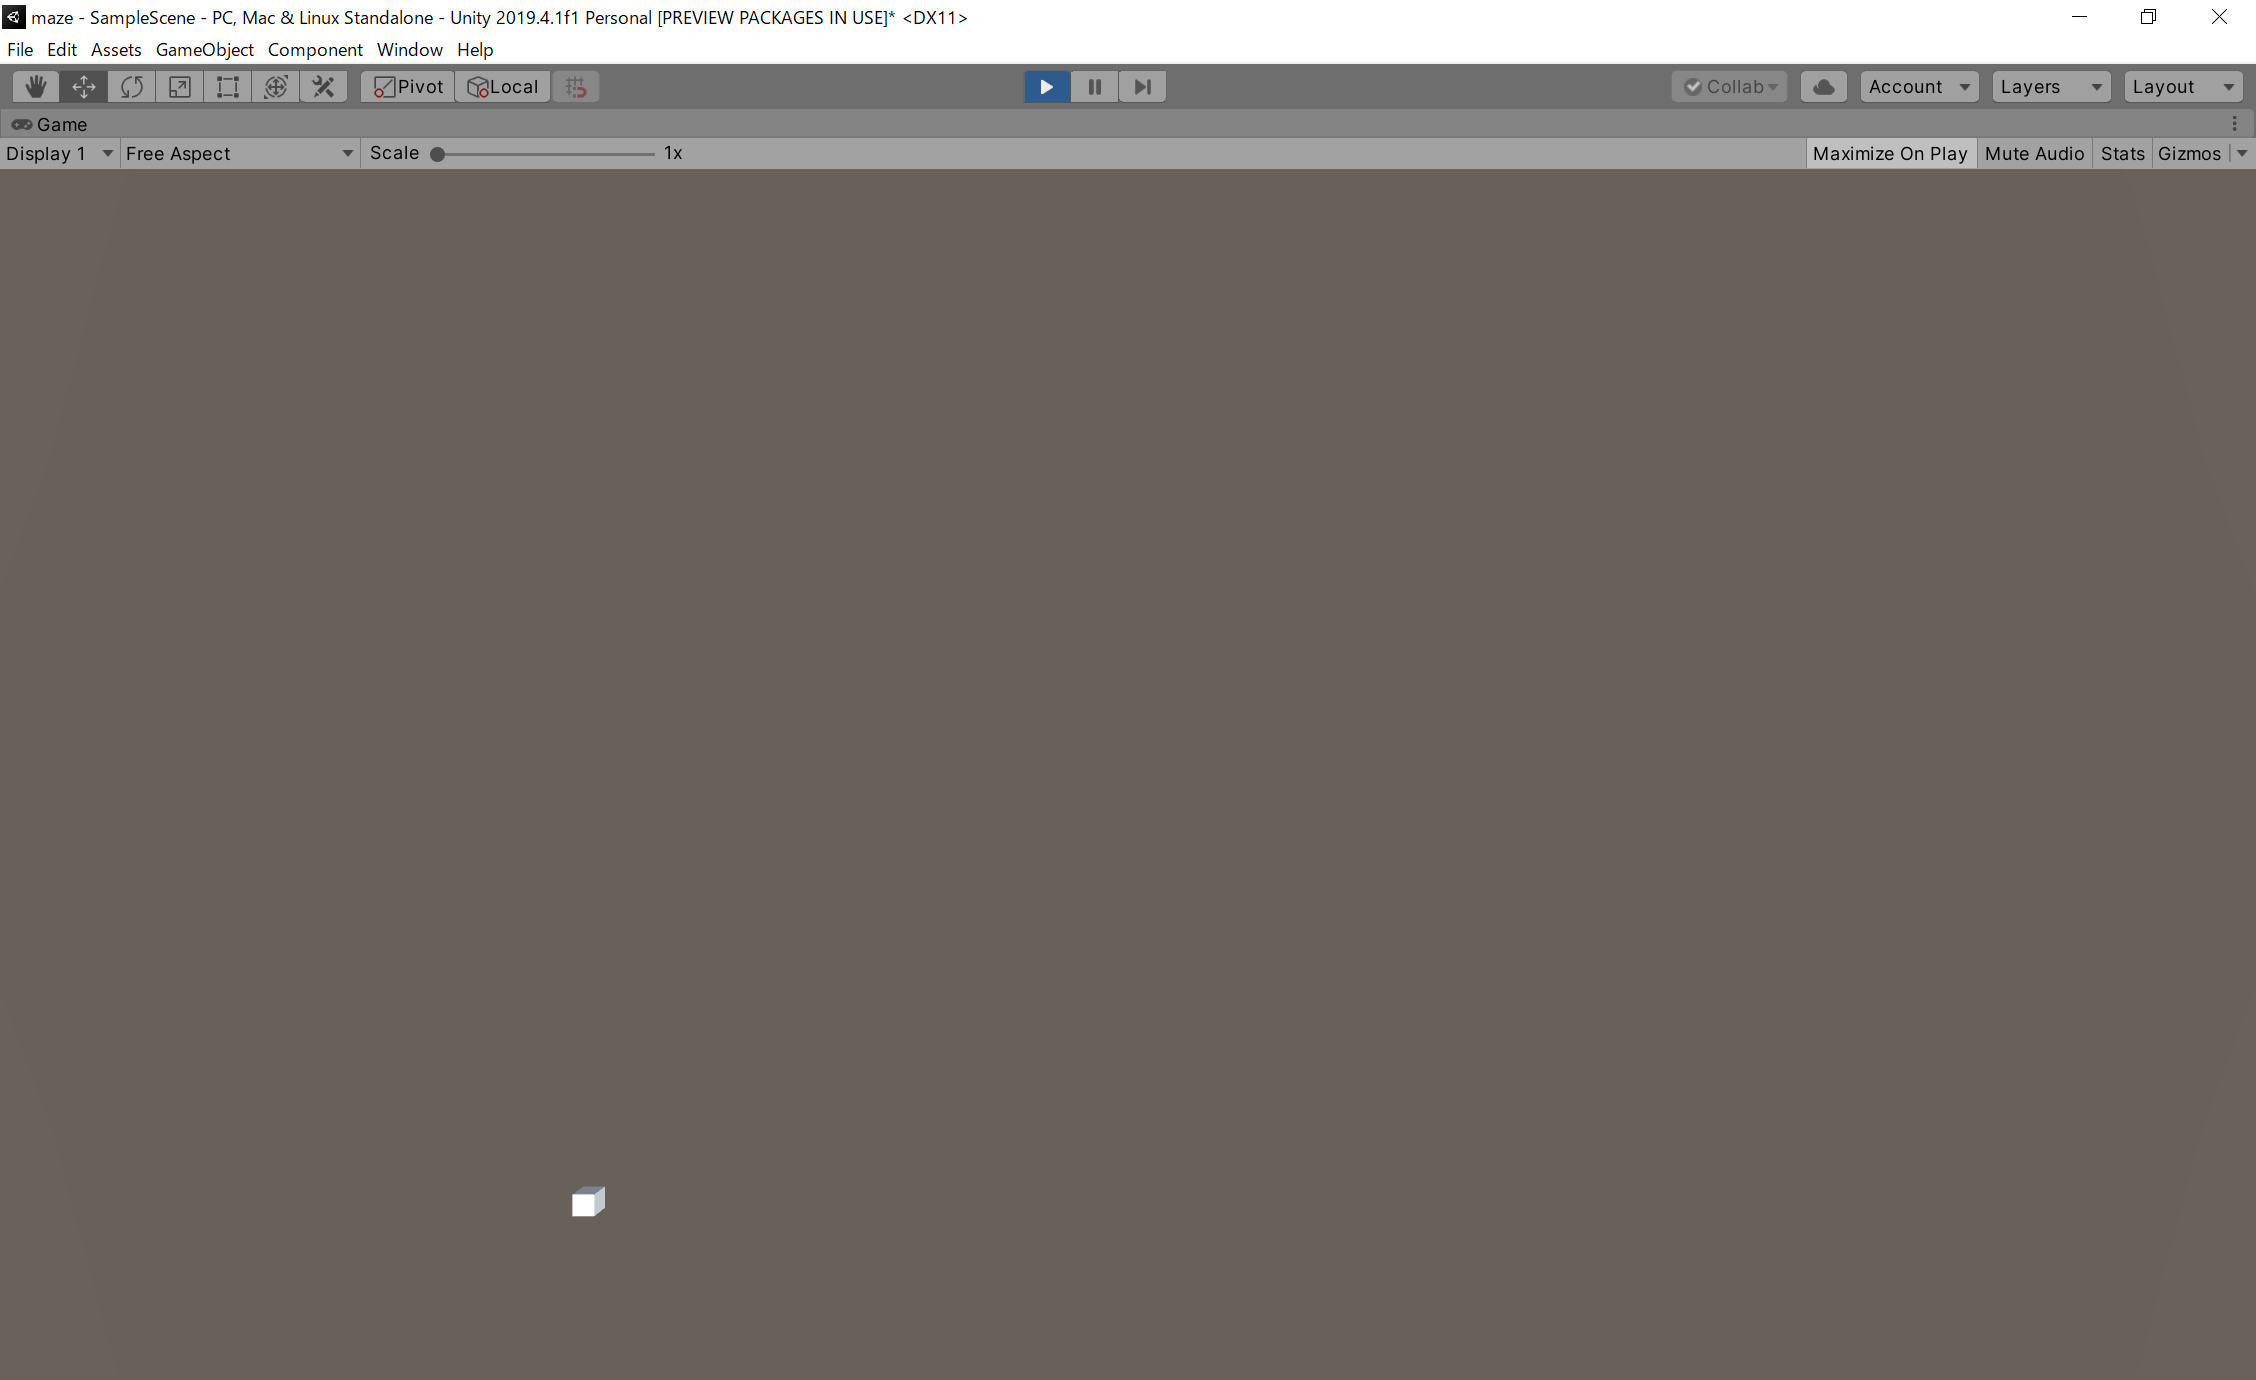 maze - SampleScene - PC, Mac & Linux Standalone - Unity 2019.4.1f1 Personal [PREVIEW PACKAGES IN USE]* <DX11>
File Edit Assets GameObject Component Window Help
Pivot Local Collab Account Layers Layout
Game
Display 1 Free Aspect Scale 1x Maximize On Play Mute Audio Stats Gizmos